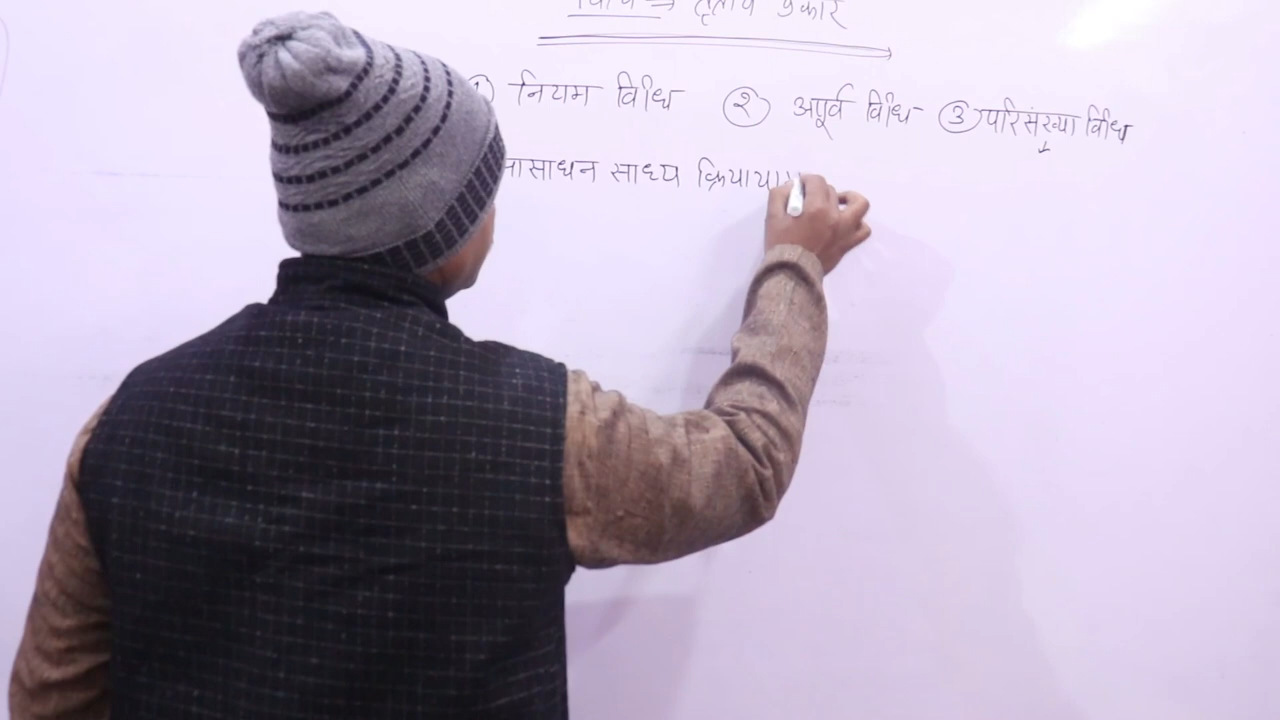 तृतीय प्रकार
① नियम विधि ② अपूर्व विधि ③ परिसंख्या विधि
साधन साध्य